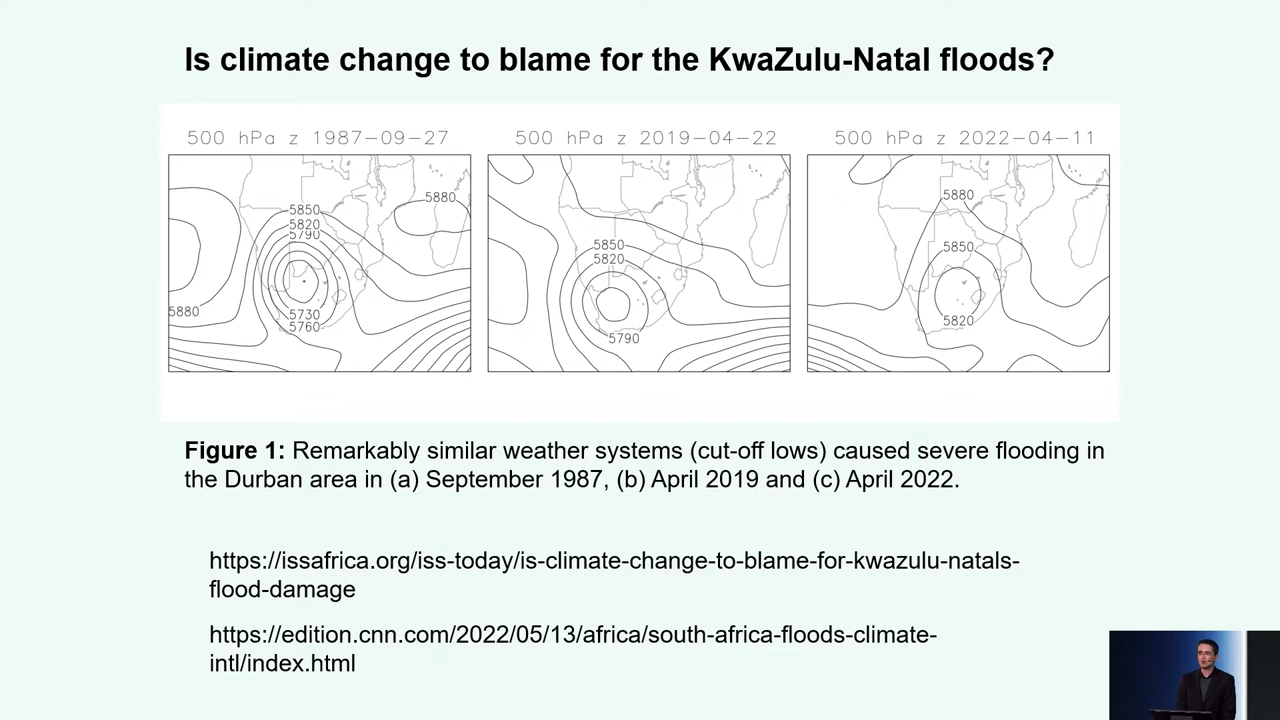 Is climate change to blame for the KwaZulu-Natal floods?
500 hPa z 1987-09-27
500 hPa z 2019-04-22
500 hPa z 2022-04-11
5880
5850
5820
5790
5730
5760
5880
5850
5820
5790
5880
5850
5820
Figure 1: Remarkably similar weather systems (cut-off lows) caused severe flooding in
the Durban area in (a) September 1987, (b) April 2019 and (c) April 2022.
https://issafrica.org/iss-today/is-climate-change-to-blame-for-kwazulu-natals-
flood-damage
https://edition.cnn.com/2022/05/13/africa/south-africa-floods-climate-
intl/index.html